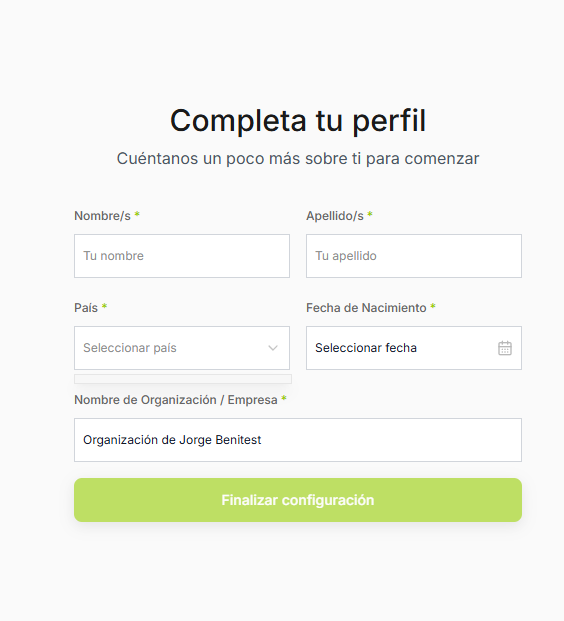 Completa tu perfil
Cuéntanos un poco más sobre ti para comenzar
Nombre/s * Apellido/s *
Tu nombre Tu apellido
País * Fecha de Nacimiento *
Seleccionar país Seleccionar fecha
Nombre de Organización / Empresa *
Organización de Jorge Benitest
Finalizar configuración